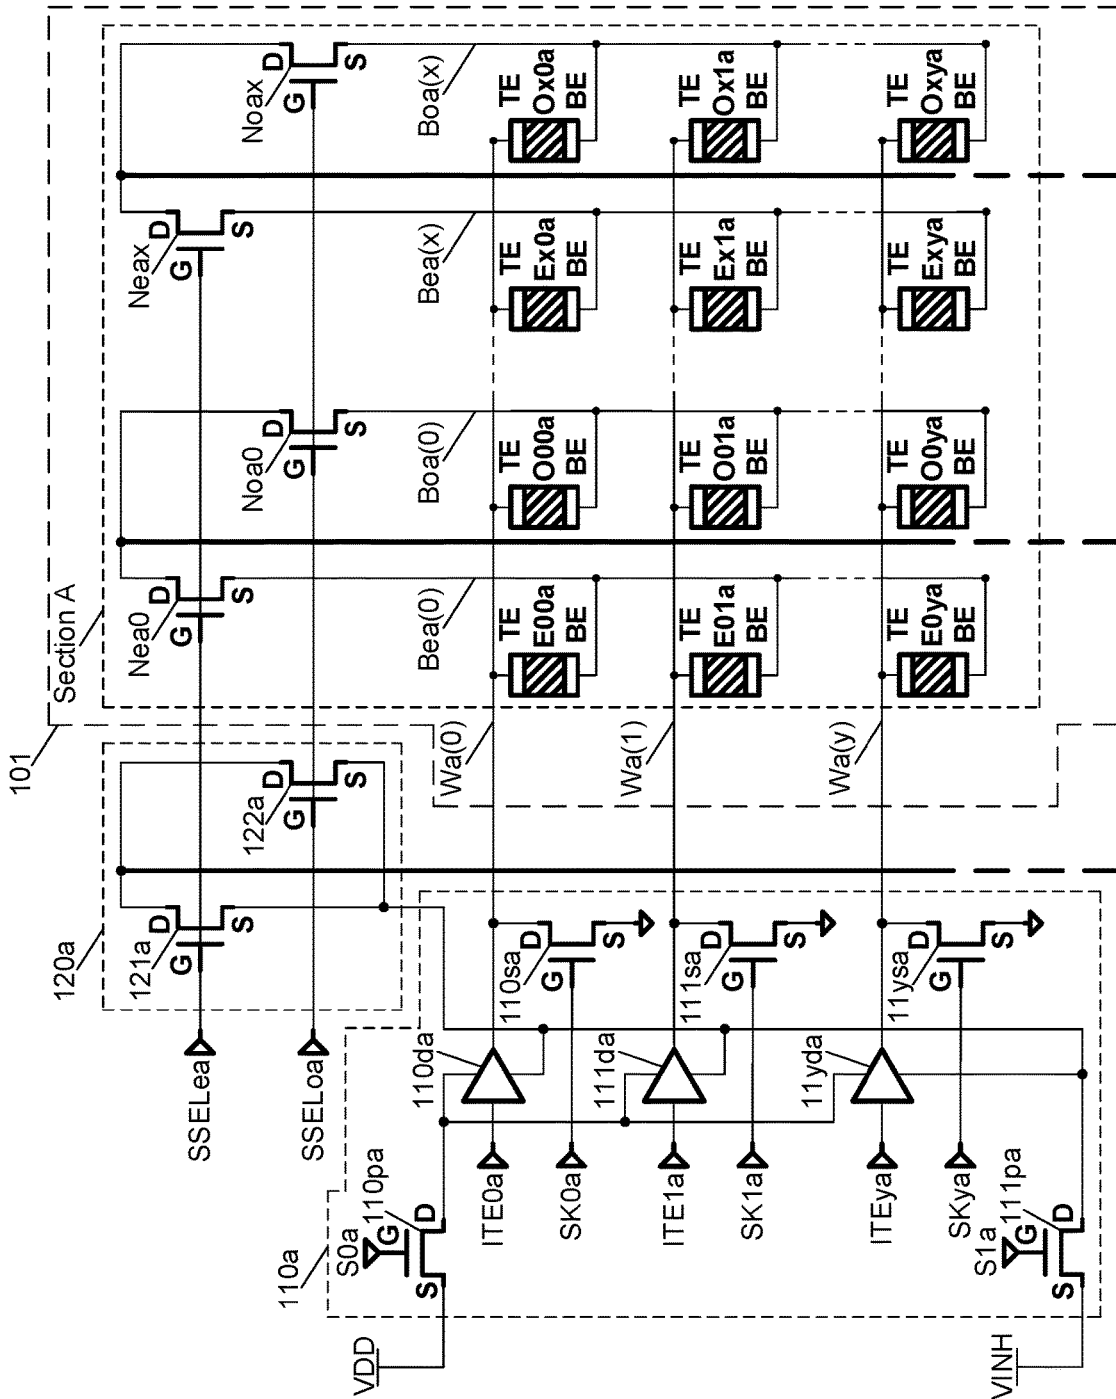 101
Section A
120a
121a
G
D
S
122a
G
D
S
Nea0
G
D
S
Noa0
G
D
S
Neax
G
D
S
Noax
G
D
S
SSELea
SSELoa
Bea(0)
Boa(0)
Bea(x)
Boa(x)
110a
VDD
S0a
S
G
D
110pa
ITE0a
110da
SK0a
110sa
G
D
S
Wa(0)
TE
E00a
BE
TE
O00a
BE
TE
Ex0a
BE
TE
Ox0a
BE
ITE1a
111da
SK1a
111sa
G
D
S
Wa(1)
TE
E01a
BE
TE
O01a
BE
TE
Ex1a
BE
TE
Ox1a
BE
ITEya
11yda
SKya
11ysa
G
D
S
Wa(y)
TE
E0ya
BE
TE
O0ya
BE
TE
Exya
BE
TE
Oxya
BE
VINH
S1a
S
G
D
111pa